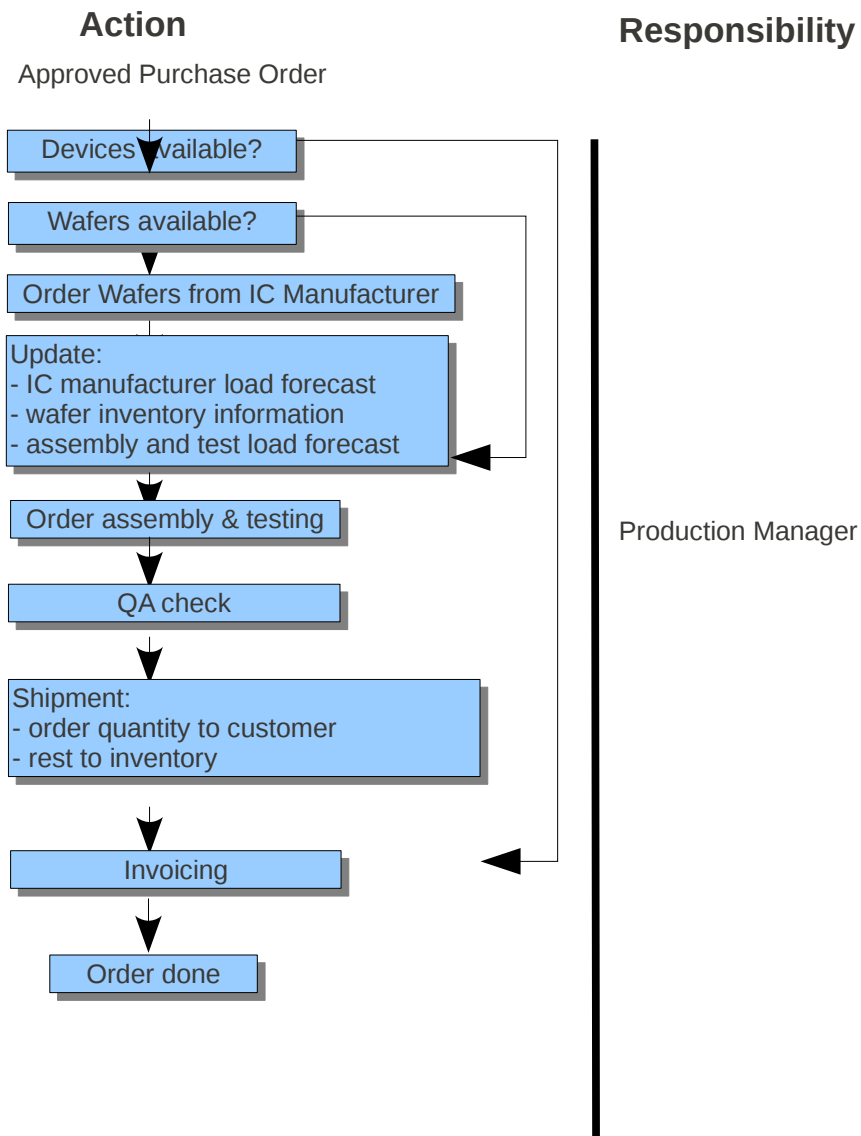 Action
Responsibility
Approved Purchase Order
Devices available?
Wafers available?
Order Wafers from IC Manufacturer
Update:
- IC manufacturer load forecast
- wafer inventory information
- assembly and test load forecast
Order assembly & testing
Production Manager
QA check
Shipment:
- order quantity to customer
- rest to inventory
Invoicing
Order done